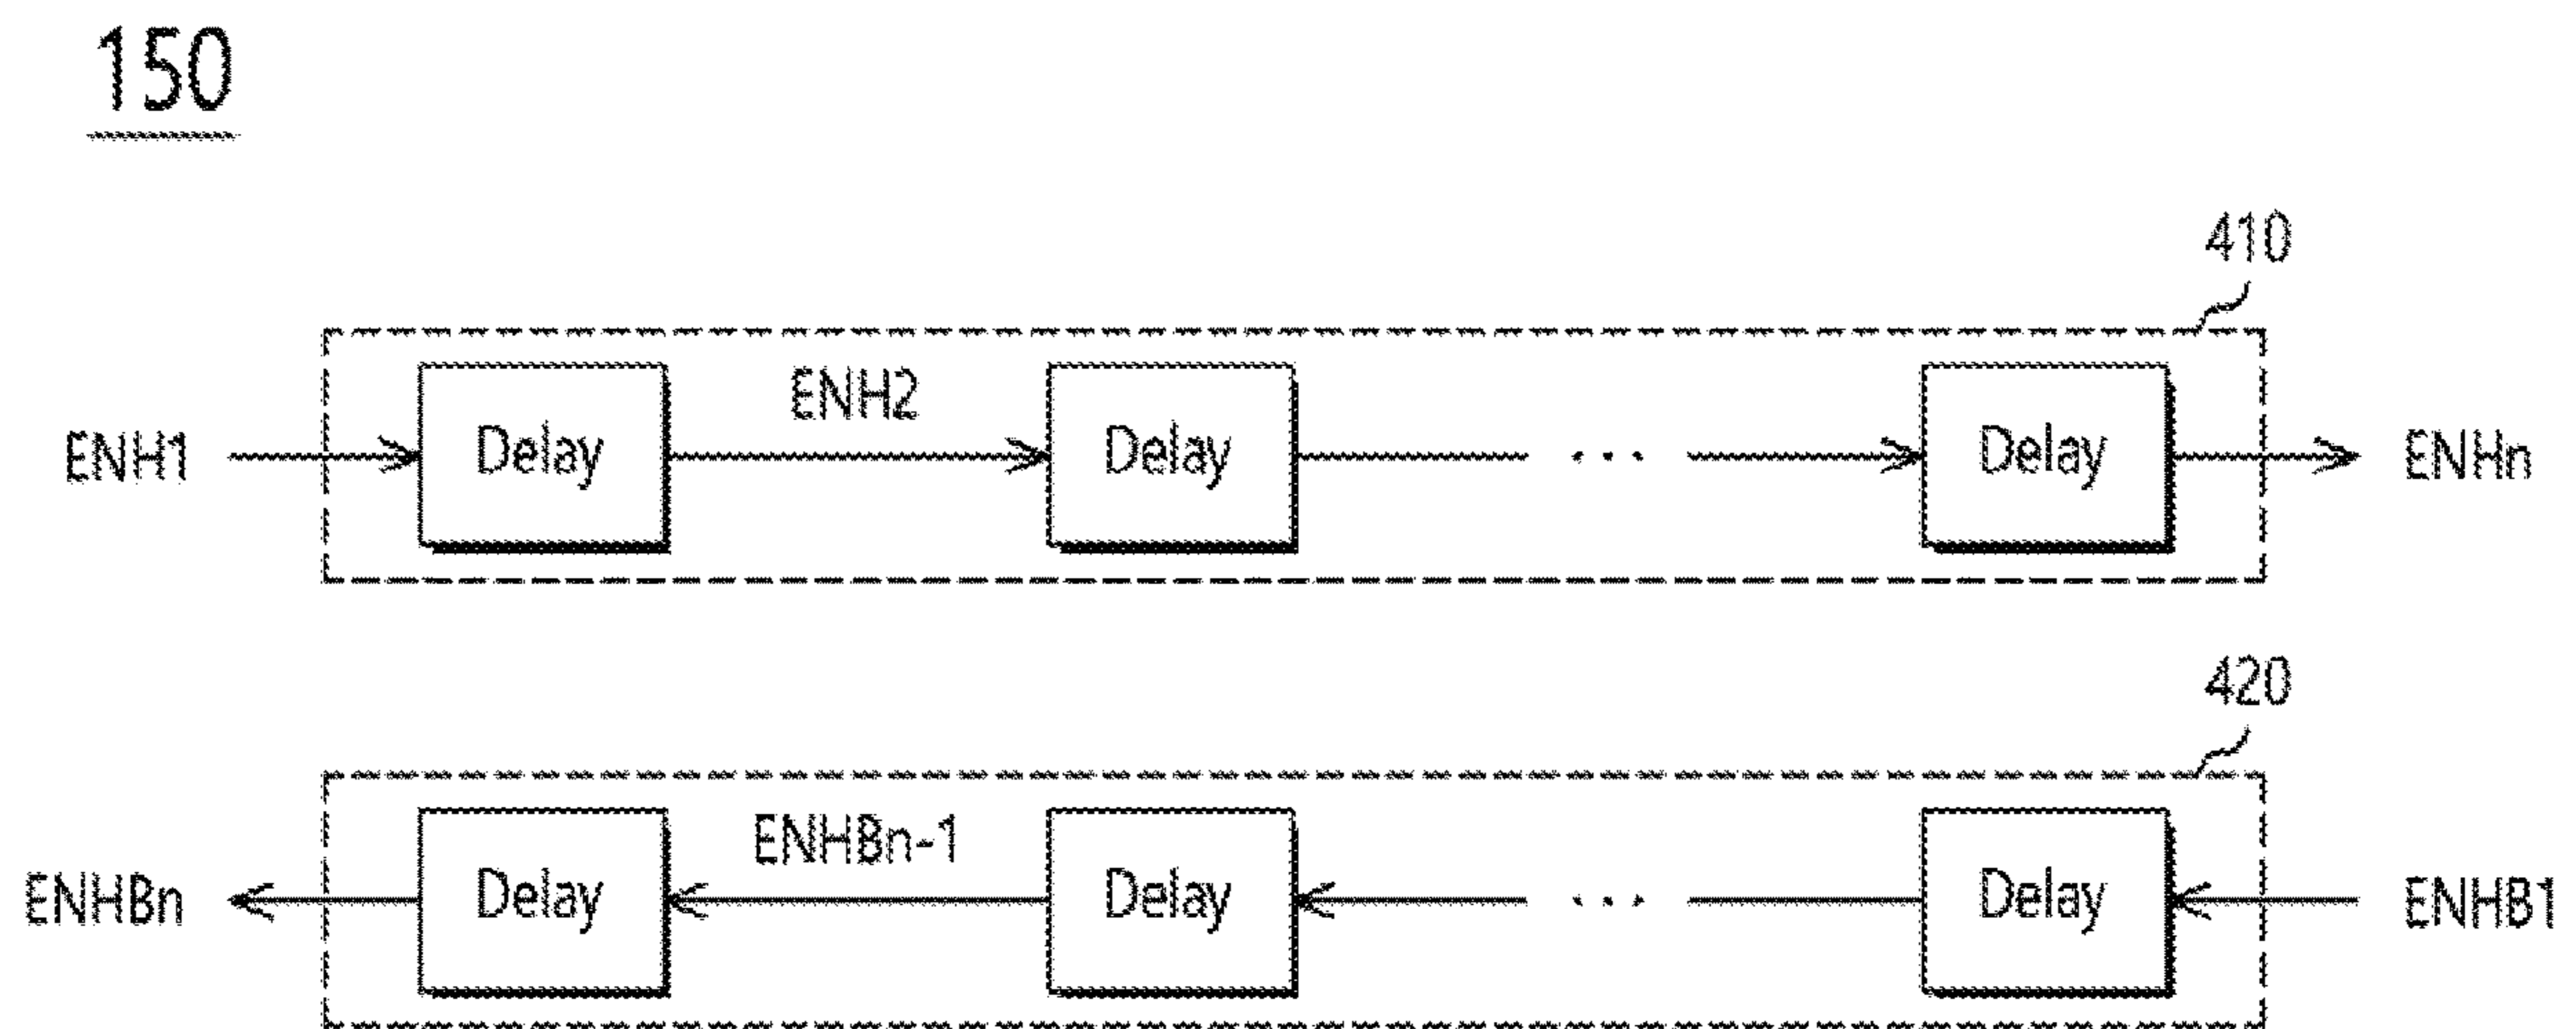 150
410
ENH1
Delay
ENH2
Delay
...
Delay
ENHn
420
ENHBn
Delay
ENHBn-1
Delay
...
Delay
ENHB1